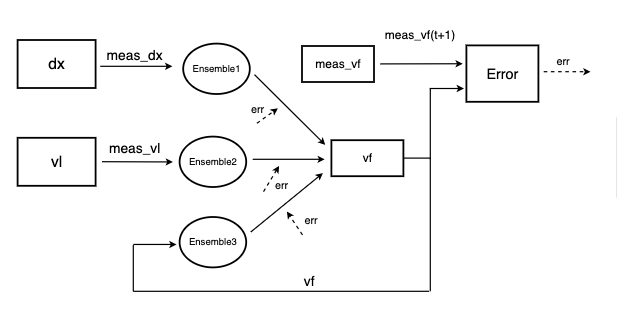 meas_vf(t+1)
dx
meas_dx
Ensemble1
meas_vf
Error
err
err
vl
meas_vl
Ensemble2
vf
err
Ensemble3
err
vf